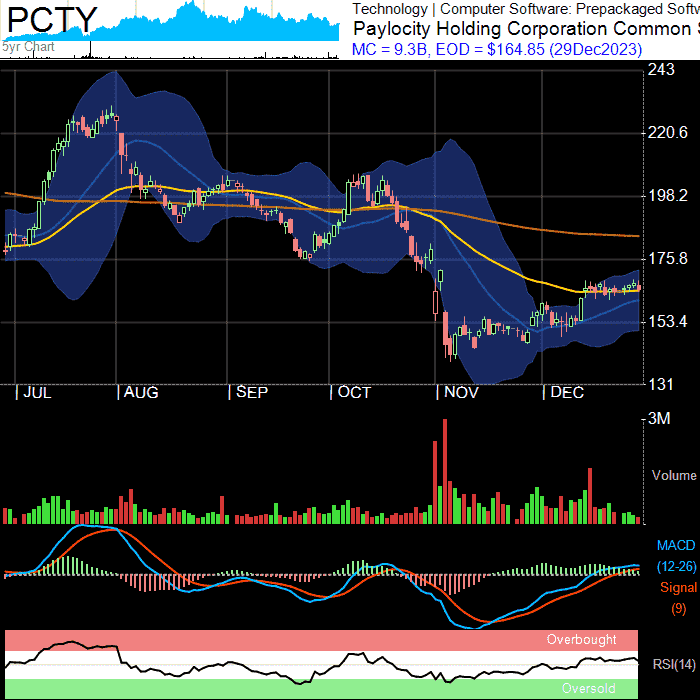 PCTY
5yr Chart
Technology | Computer Software: Prepackaged Softw
Paylocity Holding Corporation Common S
MC = 9.3B, EOD = $164.85 (29Dec2023)
243
220.6
198.2
175.8
153.4
131
| JUL | AUG | SEP | OCT | NOV | DEC
3M
Volume
MACD
(12-26)
Signal
(9)
Overbought
RSI(14)
Oversold